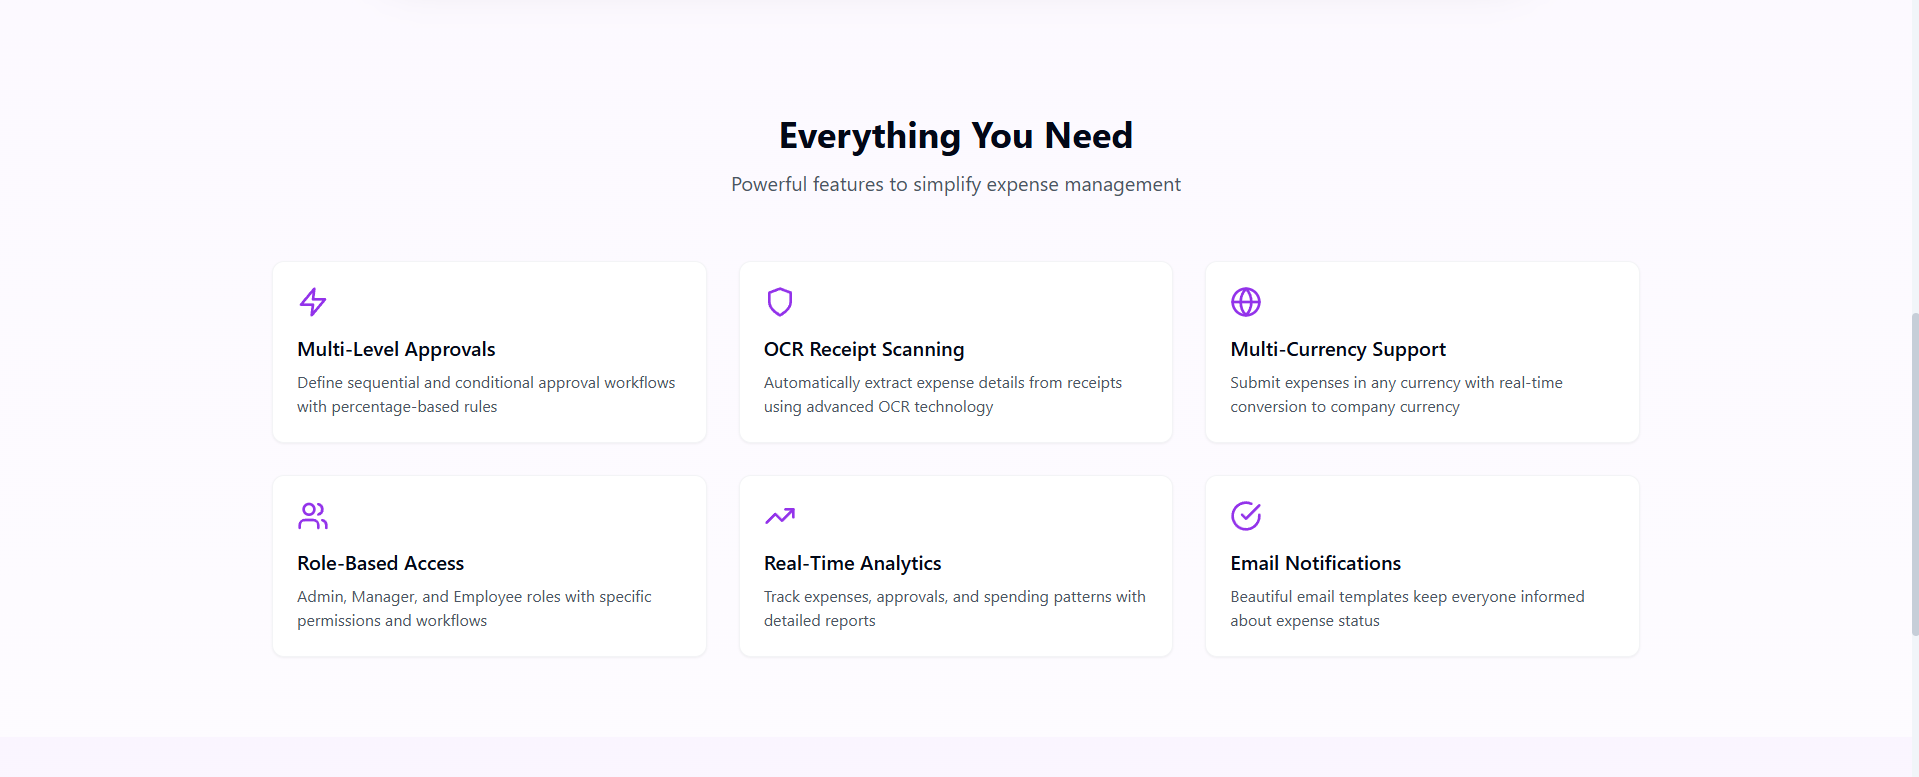 Everything You Need
Powerful features to simplify expense management
Multi-Level Approvals
Define sequential and conditional approval workflows
with percentage-based rules
OCR Receipt Scanning
Automatically extract expense details from receipts
using advanced OCR technology
Multi-Currency Support
Submit expenses in any currency with real-time
conversion to company currency
Role-Based Access
Admin, Manager, and Employee roles with specific
permissions and workflows
Real-Time Analytics
Track expenses, approvals, and spending patterns with
detailed reports
Email Notifications
Beautiful email templates keep everyone informed
about expense status